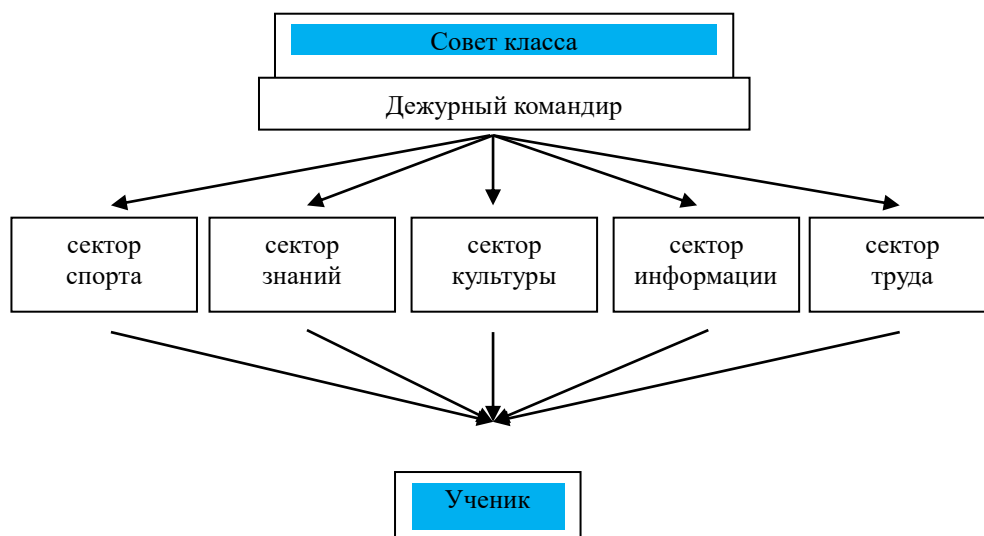 Совет класса
Дежурный командир
сектор
спорта
сектор
знаний
сектор
культуры
сектор
информации
сектор
труда
Ученик